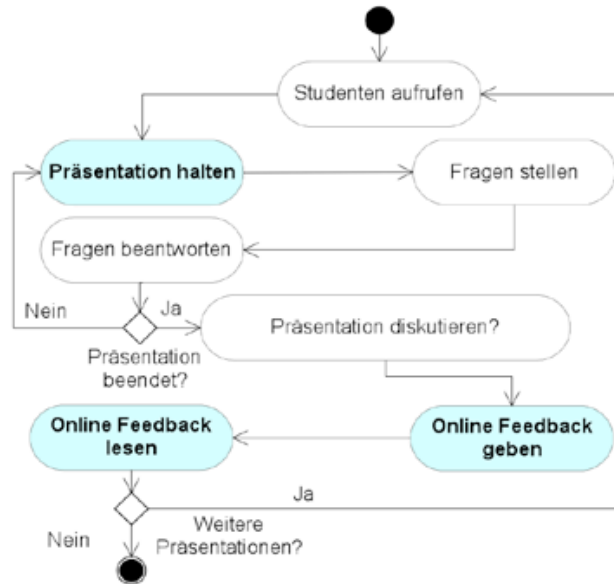 Studenten aufrufen
Präsentation halten
Fragen stellen
Fragen beantworten
Nein
Ja
Präsentation diskutieren?
Präsentation
beendet?
Online Feedback
lesen
Online Feedback
geben
Ja
Nein
Weitere
Präsentationen?